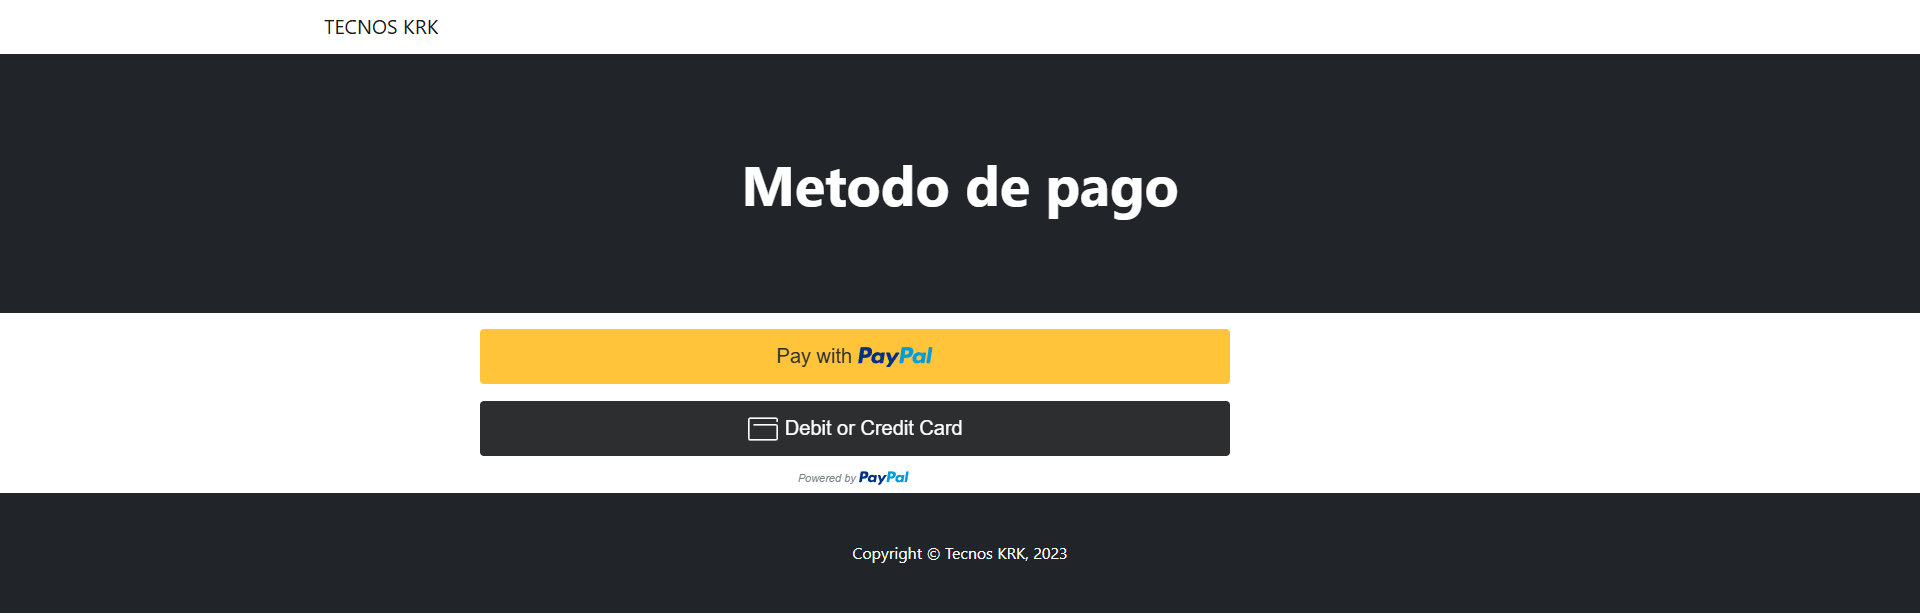 TECNOS KRK
Metodo de pago
Pay with PayPal
Debit or Credit Card
Powered by PayPal
Copyright © Tecnos KRK, 2023